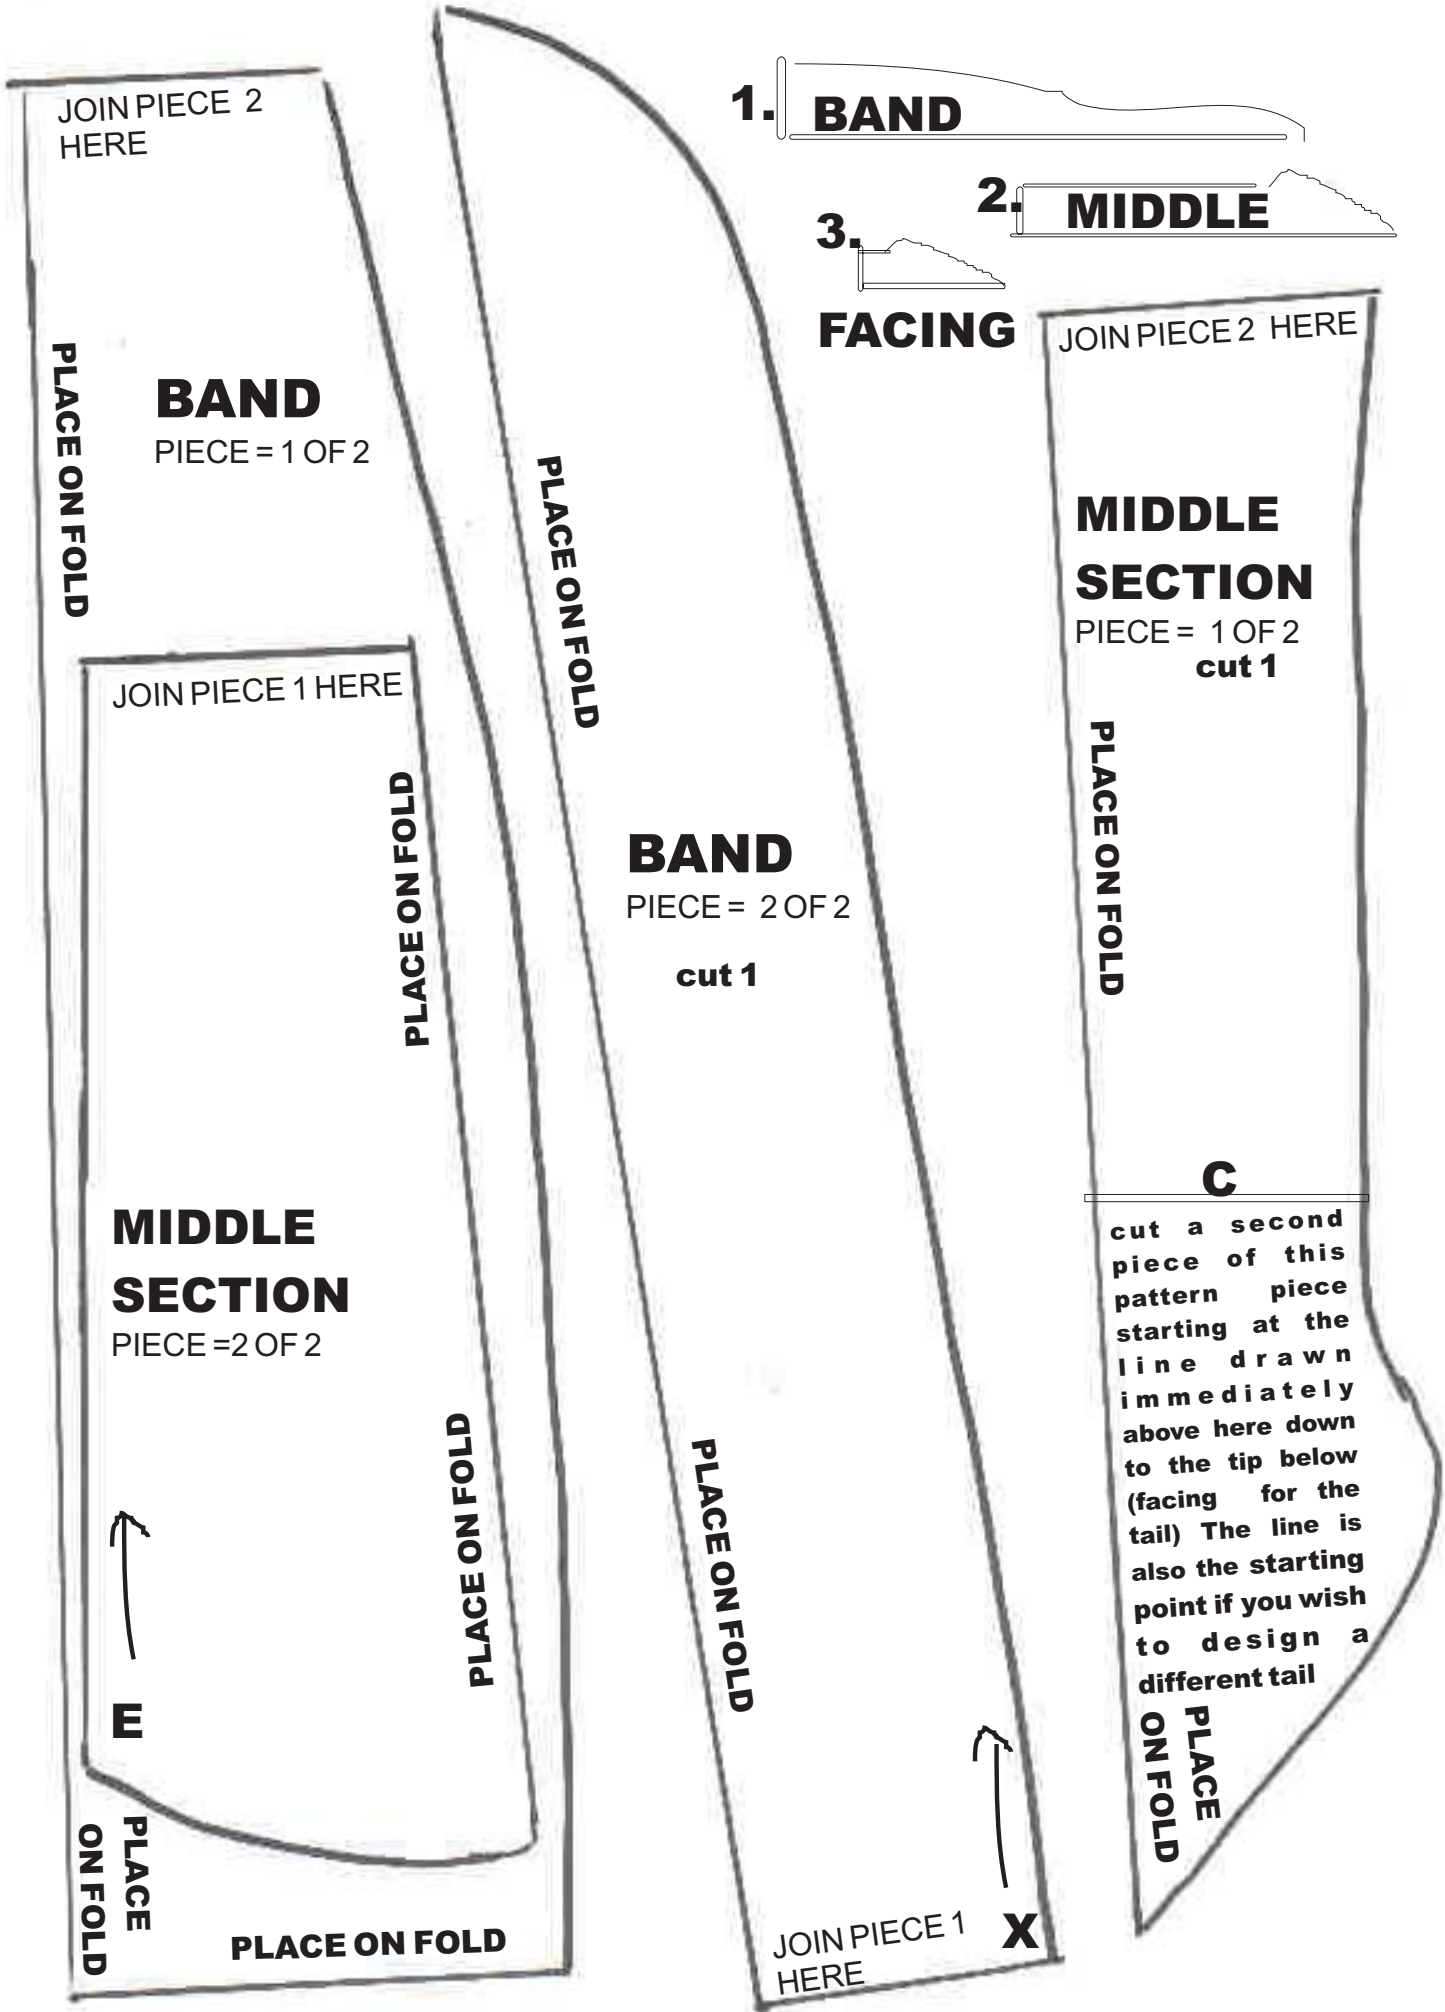 JOIN PIECE 2
HERE
PLACE ON FOLD
BAND
PIECE = 1 OF 2
JOIN PIECE 1 HERE
PLACE ON FOLD
MIDDLE
SECTION
PIECE =2 OF 2
PLACE ON FOLD
E
PLACE
ON FOLD
PLACE ON FOLD
PLACE ON FOLD
BAND
PIECE = 2 OF 2
cut 1
PLACE ON FOLD
JOIN PIECE 1
HERE
X
1.
BAND
2.
MIDDLE
3.
FACING
JOIN PIECE 2 HERE
MIDDLE
SECTION
PIECE = 1 OF 2
cut 1
PLACE ON FOLD
C
cut a second
piece of this
pattern piece
starting at the
line drawn
immediately
above here down
to the tip below
(facing for the
tail) The line is
also the starting
point if you wish
to design a
different tail
PLACE
ON FOLD